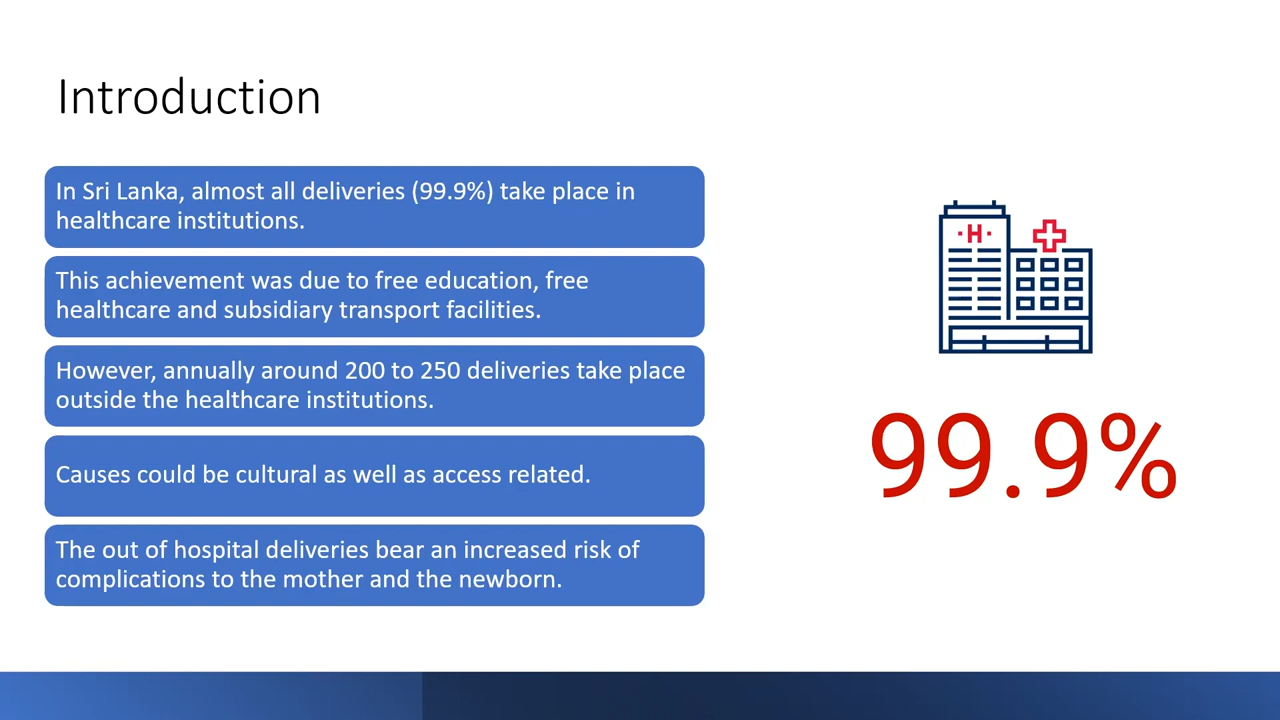 Introduction
In Sri Lanka, almost all deliveries (99.9%) take place in
healthcare institutions.
This achievement was due to free education, free
healthcare and subsidiary transport facilities.
However, annually around 200 to 250 deliveries take place
outside the healthcare institutions.
Causes could be cultural as well as access related.
The out of hospital deliveries bear an increased risk of
complications to the mother and the newborn.
·H·
99.9%